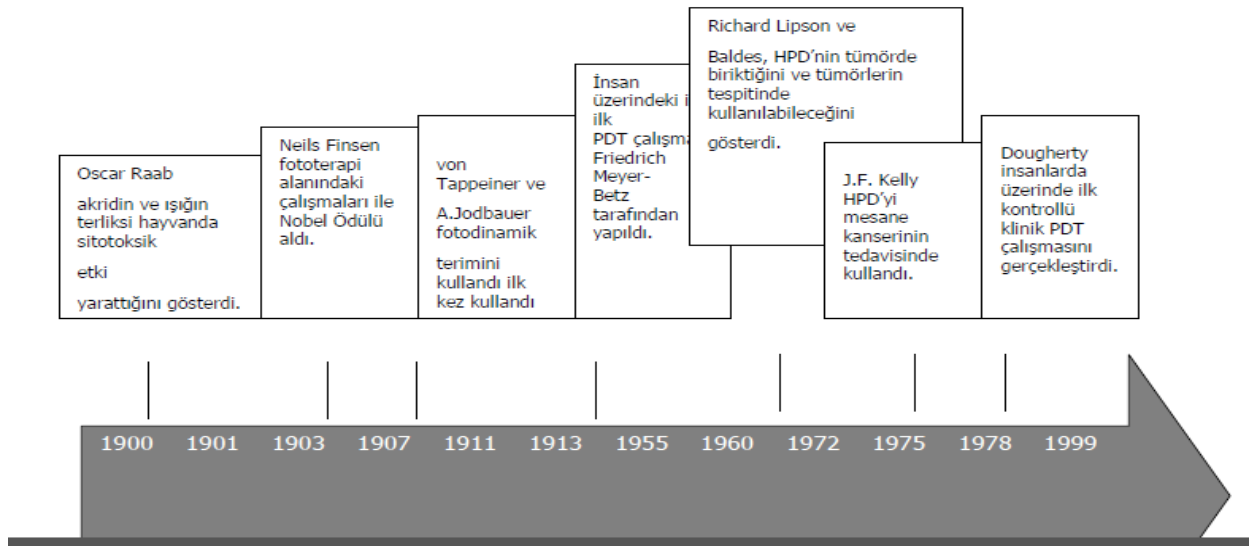 Oscar Raab
akridin ve ışığın
terliksi hayvanda
sitotoksik
etki
yarattığını gösterdi.
Neils Finsen
fototerapi
alanındaki
çalışmaları ile
Nobel Ödülü
aldı.
von
Tappeiner ve
A.Jodbauer
fotodinamik
terimini
kullandı ilk
kez kullandı
İnsan
üzerindeki i
ilk
PDT çalışma
Friedrich
Meyer-
Betz
tarafından
yapıldı.
Richard Lipson ve
Baldes, HPD’nin tümörde
biriktiğini ve tümörlerin
tespitinde
kullanılabileceğini
gösterdi.
J.F. Kelly
HPD’yi
mesane
kanserinin
tedavisinde
kullandı.
Dougherty
insanlarda
üzerinde ilk
kontrollü
klinik PDT
çalışmasını
gerçekleştirdi.
1900 1901 1903 1907 1911 1913 1955 1960 1972 1975 1978 1999